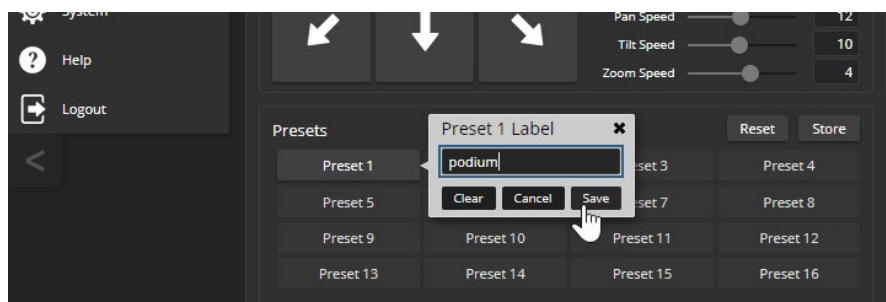 System
Help
Logout
<
Pan Speed 12
Tilt Speed 10
Zoom Speed 4
Presets
Reset Store
Preset 1 Label ✖
podium
Clear Cancel Save
Preset 1 eset 3 Preset 4
Preset 5 eset 7 Preset 8
Preset 9 Preset 10 Preset 11 Preset 12
Preset 13 Preset 14 Preset 15 Preset 16